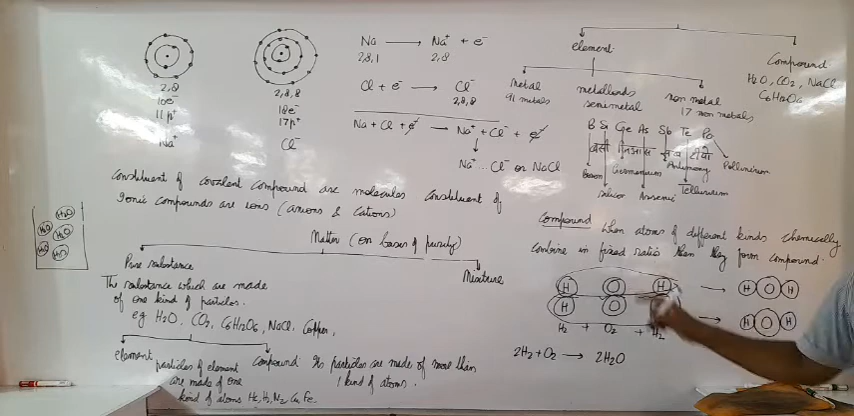 2,8
10e⁻
11p⁺
Na⁺
2,8,8
18e⁻
17p⁺
Cl⁻
Na → Na⁺ + e⁻
2,8,1 2,8
Cl + e⁻ → Cl⁻
2,8,8
Na + Cl + e⁻ → Na⁺ + Cl⁻ + e⁻
Na⁺ ... Cl⁻ or NaCl
element
Compound
H₂O, CO₂, NaCl
C₆H₁₂O₆
Metal
91 metals
metalloids
semimetal
non metal
17 non metals
B Si Ge As Sb Te Po
Boron Germanium Antimony Pollonium
Silicon Arsenic Tellurium
Constituent of covalent compound are molecules constituent of
Ionic compounds are ions (anions & Cations)
H₂O
H₂O
H₂O
H₂O
H₂O
Matter (on basis of purity)
Pure substance
Mixture
The substance which are made
of one kind of particles.
eg H₂O, CO₂, C₆H₁₂O₆, NaCl, Copper,
element
particles of element
are made of one
kind of atoms He, H₂, N₂, Cu, Fe.
Compound Its particles are made of more than
1 kind of atoms.
Compound When atoms of different kinds chemically
combine in fixed ratio then they form compound.
H O H → H O H
H O → H O H
H₂ + O₂ + H₂
2H₂ + O₂ → 2H₂O